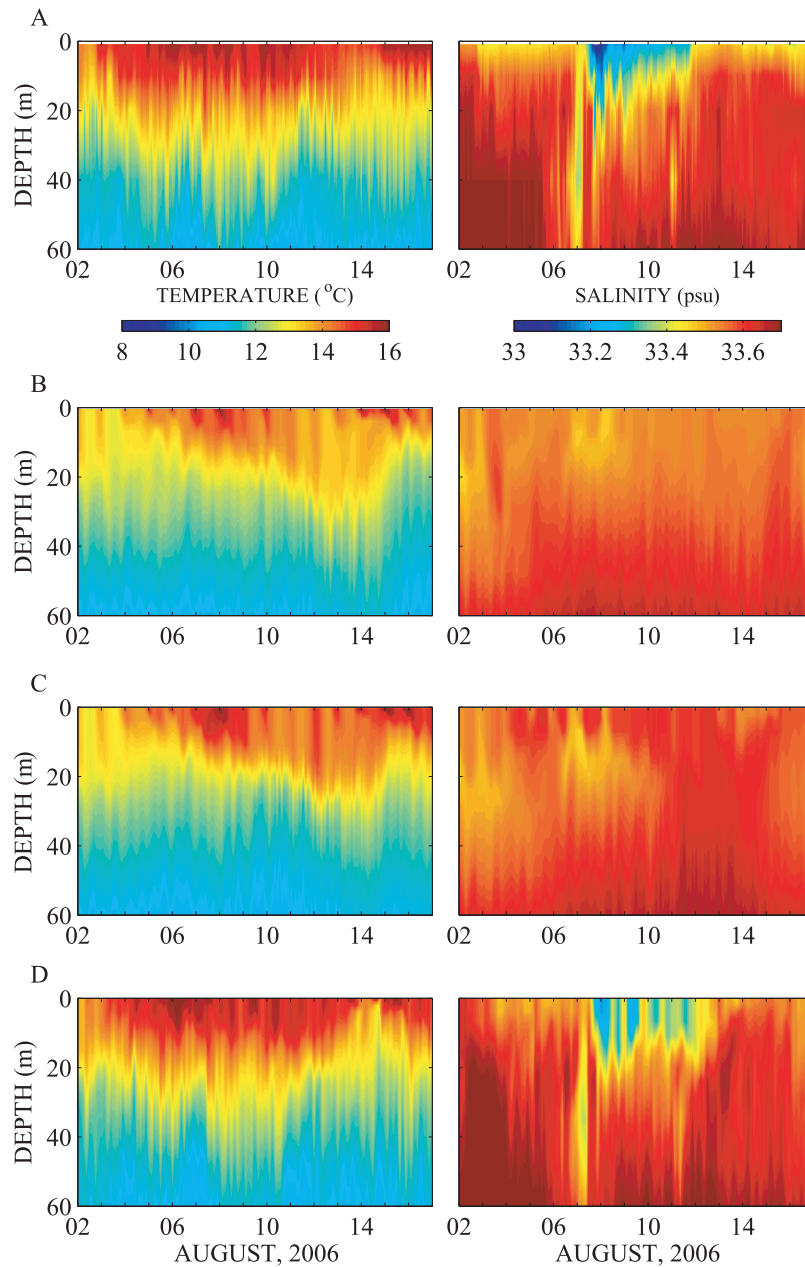 A
0
20
40
60
DEPTH (m)
02 06 10 14
02 06 10 14
TEMPERATURE (°C)
SALINITY (psu)
8 10 12 14 16
33 33.2 33.4 33.6
B
0
20
40
60
DEPTH (m)
02 06 10 14
02 06 10 14
C
0
20
40
60
DEPTH (m)
02 06 10 14
02 06 10 14
D
0
20
40
60
DEPTH (m)
02 06 10 14
02 06 10 14
AUGUST, 2006
AUGUST, 2006